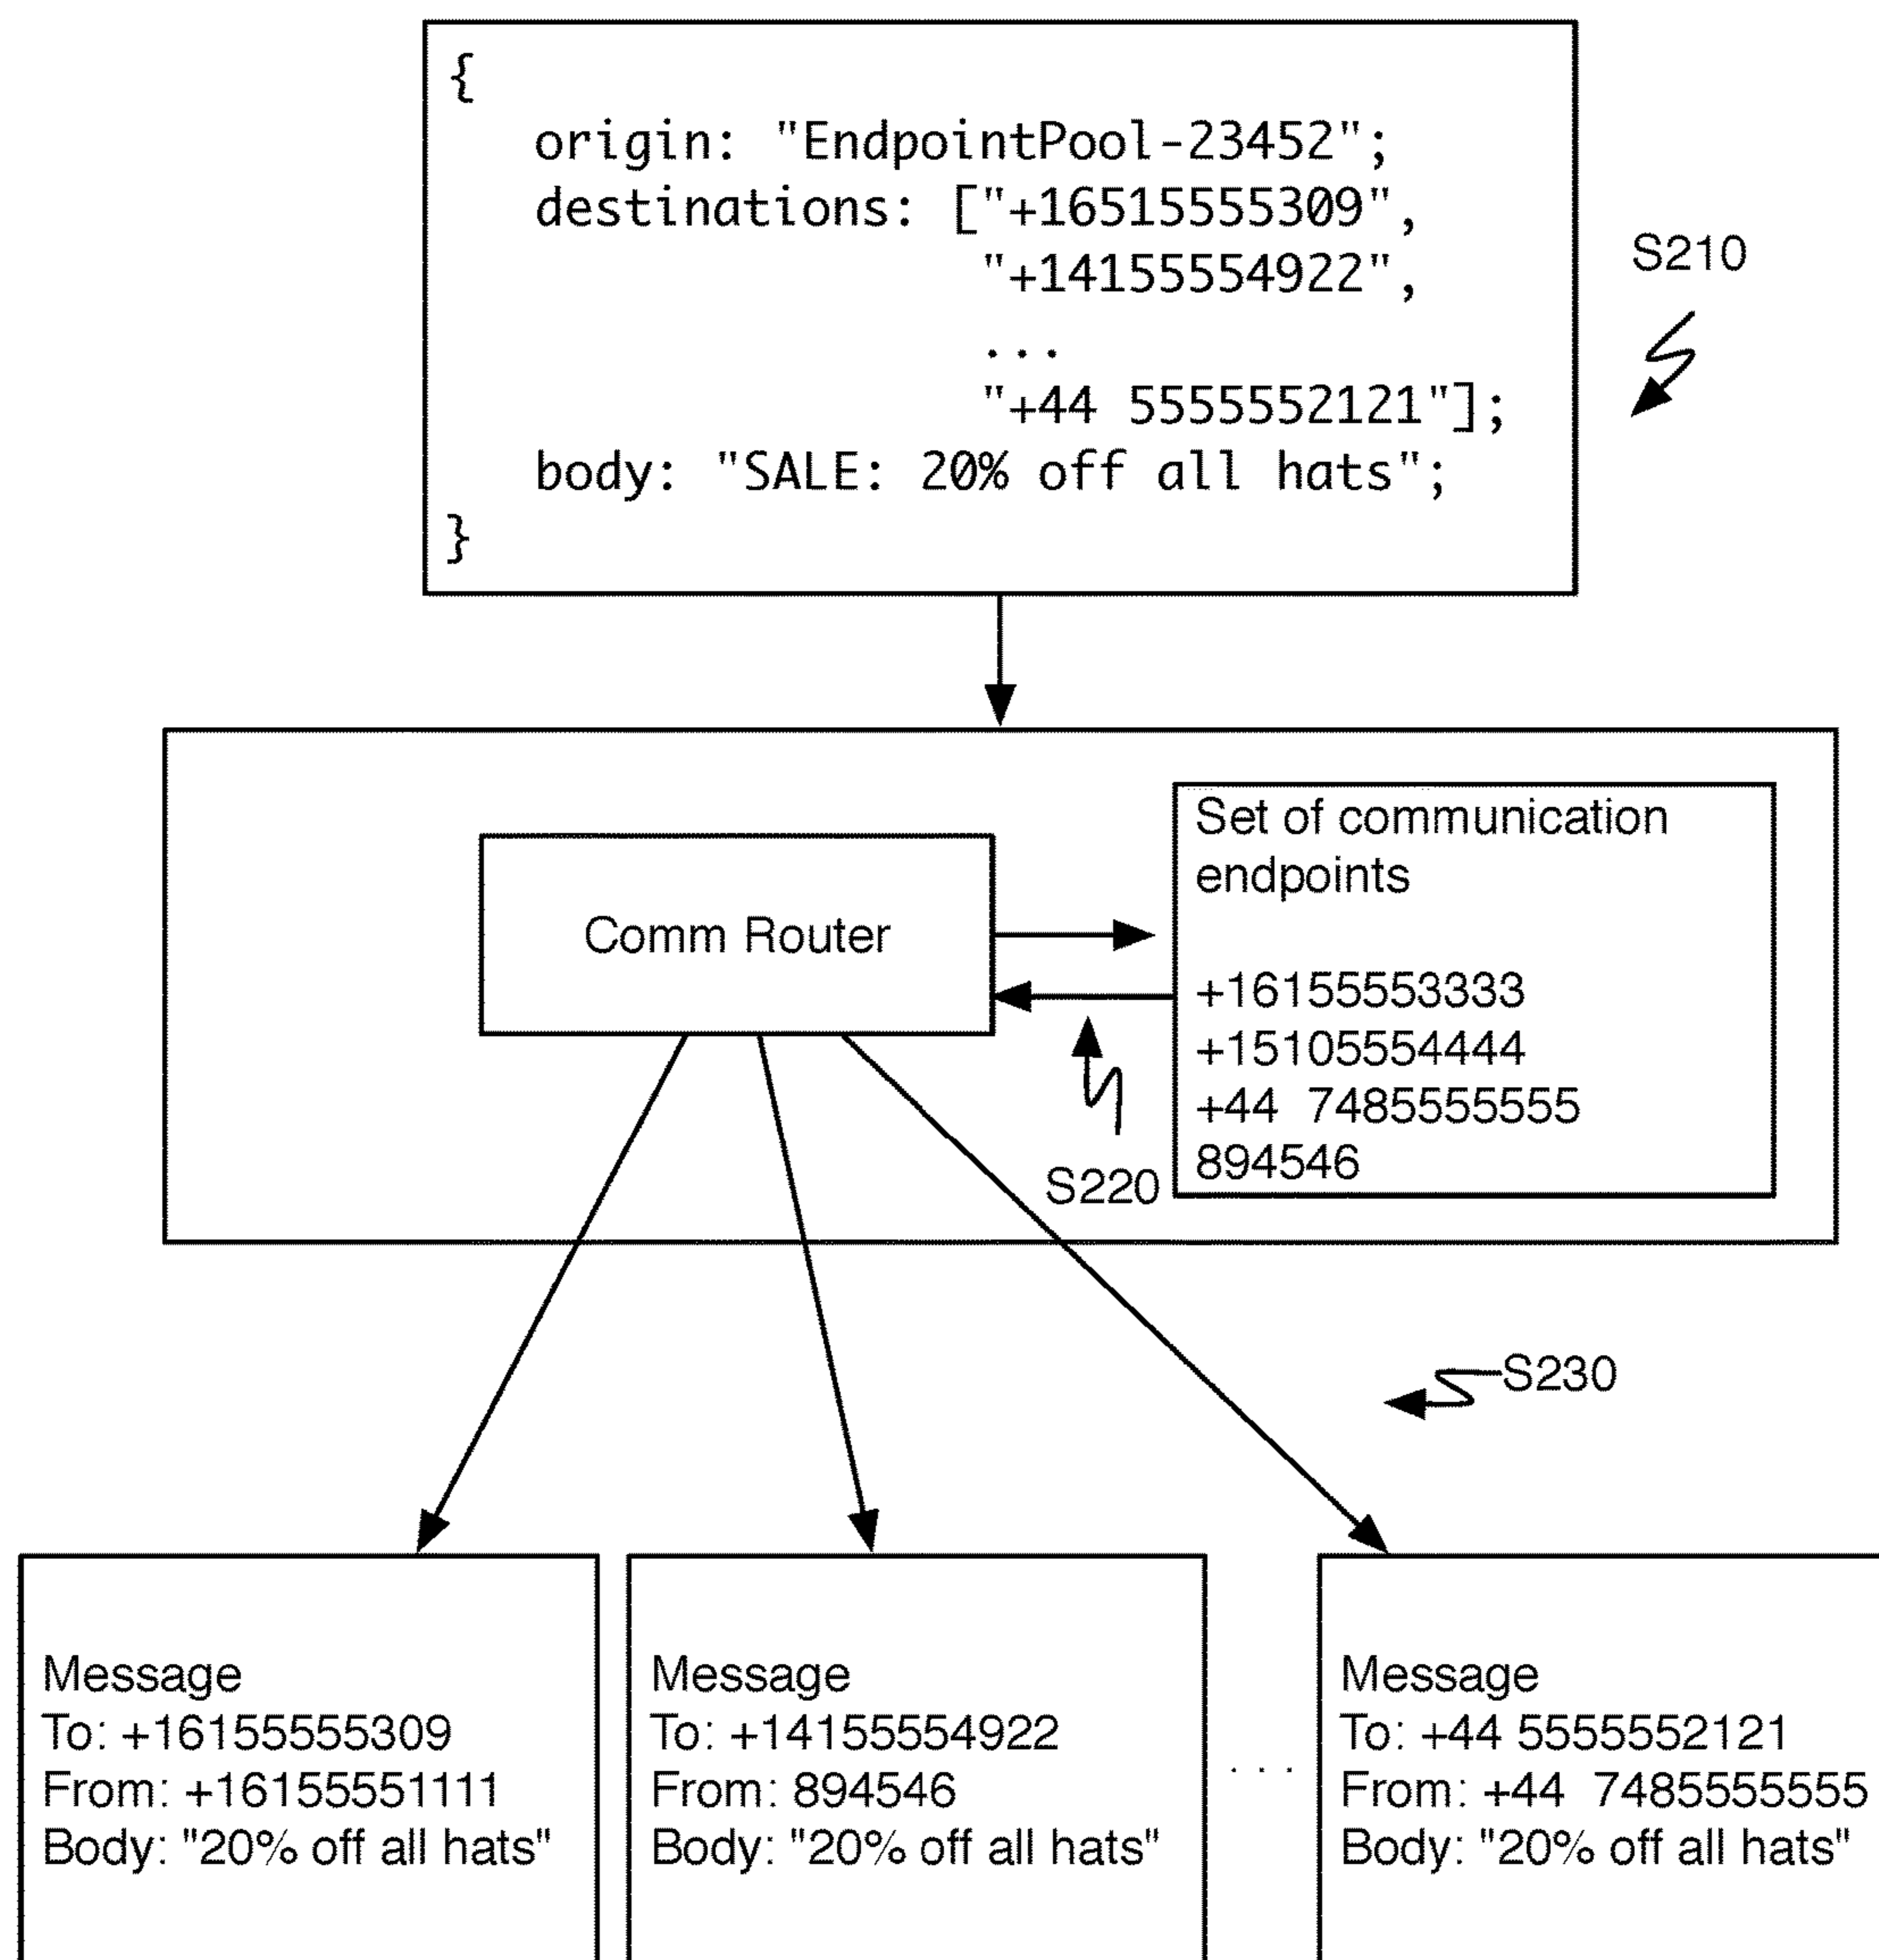 {
origin: "EndpointPool-23452";
destinations: ["+16515555309",
"+14155554922",
...
"+44 5555552121"];
body: "SALE: 20% off all hats";
}
S210
Comm Router
Set of communication
endpoints
+16155553333
+15105554444
+44 7485555555
894546
S220
S230
Message
To: +16155555309
From: +16155551111
Body: "20% off all hats"
Message
To: +14155554922
From: 894546
Body: "20% off all hats"
. . .
Message
To: +44 5555552121
From: +44 7485555555
Body: "20% off all hats"